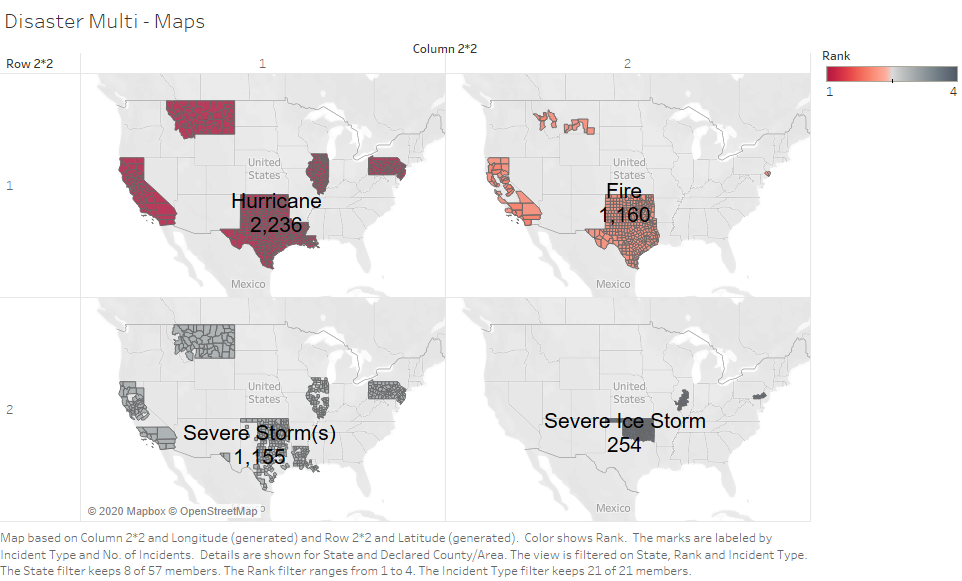 Disaster Multi - Maps
Column 2*2
Rank
Row 2*2
1
2
1
4
1
United
States
Hurricane
2,236
Mexico
United
States
Fire
1,160
Mexico
2
United
States
Severe Storm(s)
1,155
© 2020 Mapbox © OpenStreetMap
United
States
Severe Ice Storm
254
Mexico
Map based on Column 2*2 and Longitude (generated) and Row 2*2 and Latitude (generated).  Color shows Rank.  The marks are labeled by
Incident Type and No. of Incidents.  Details are shown for State and Declared County/Area. The view is filtered on State, Rank and Incident Type.
The State filter keeps 8 of 57 members. The Rank filter ranges from 1 to 4. The Incident Type filter keeps 21 of 21 members.